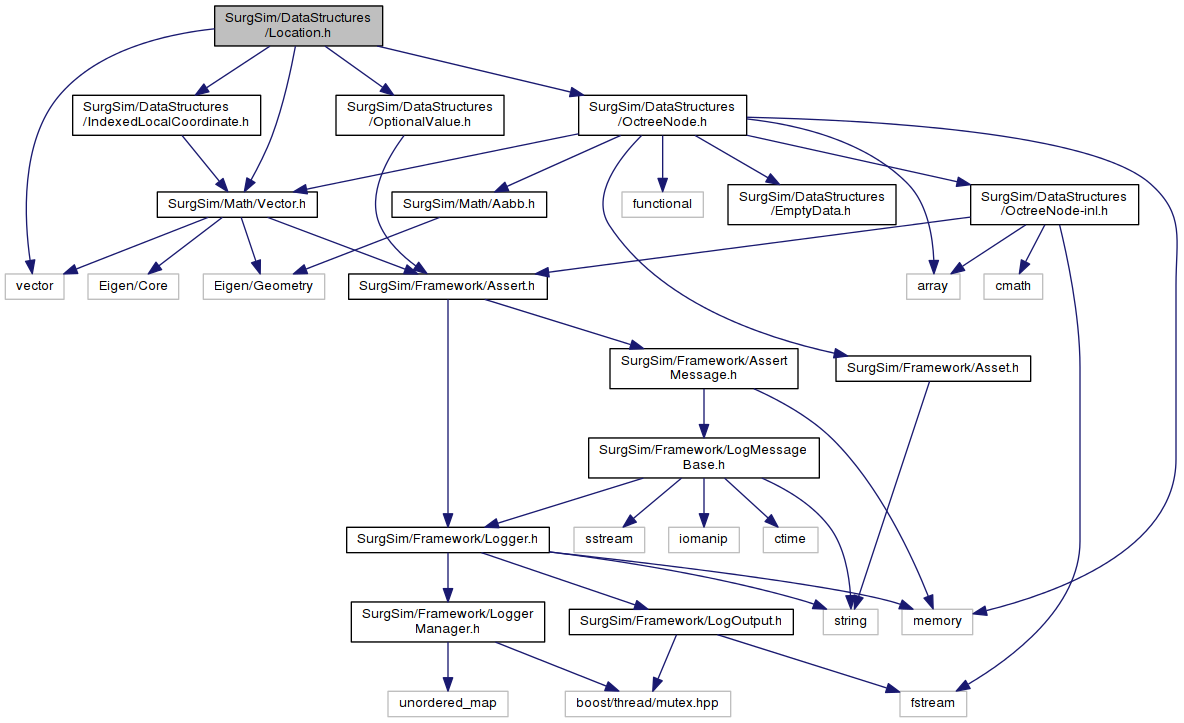 SurgSim/DataStructures
/Location.h
SurgSim/DataStructures
/IndexedLocalCoordinate.h
SurgSim/DataStructures
/OptionalValue.h
SurgSim/DataStructures
/OctreeNode.h
SurgSim/Math/Vector.h
SurgSim/Math/Aabb.h
functional
SurgSim/DataStructures
/EmptyData.h
SurgSim/DataStructures
/OctreeNode-inl.h
vector
Eigen/Core
Eigen/Geometry
SurgSim/Framework/Assert.h
array
cmath
SurgSim/Framework/Assert
Message.h
SurgSim/Framework/Asset.h
SurgSim/Framework/LogMessage
Base.h
SurgSim/Framework/Logger.h
sstream
iomanip
ctime
SurgSim/Framework/Logger
Manager.h
SurgSim/Framework/LogOutput.h
string
memory
unordered_map
boost/thread/mutex.hpp
fstream